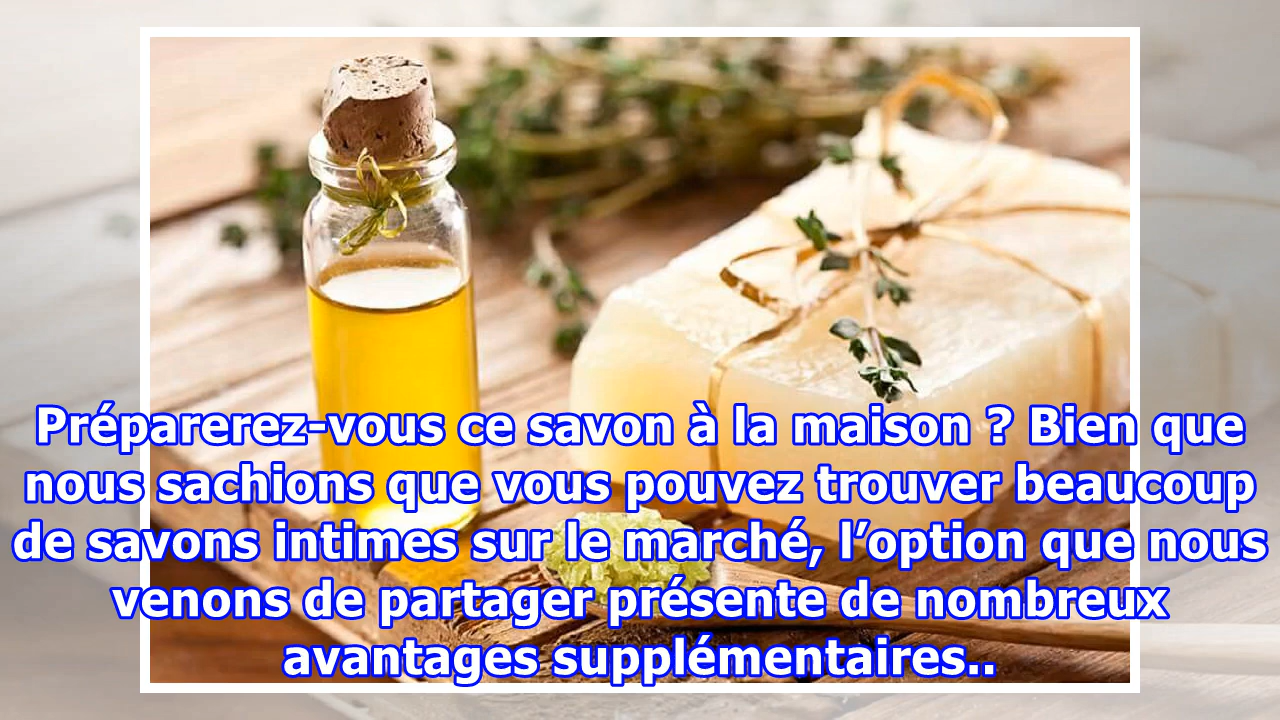 Préparerez-vous ce savon à la maison ? Bien que
nous sachions que vous pouvez trouver beaucoup
de savons intimes sur le marché, l’option que nous
venons de partager présente de nombreux
avantages supplémentaires..